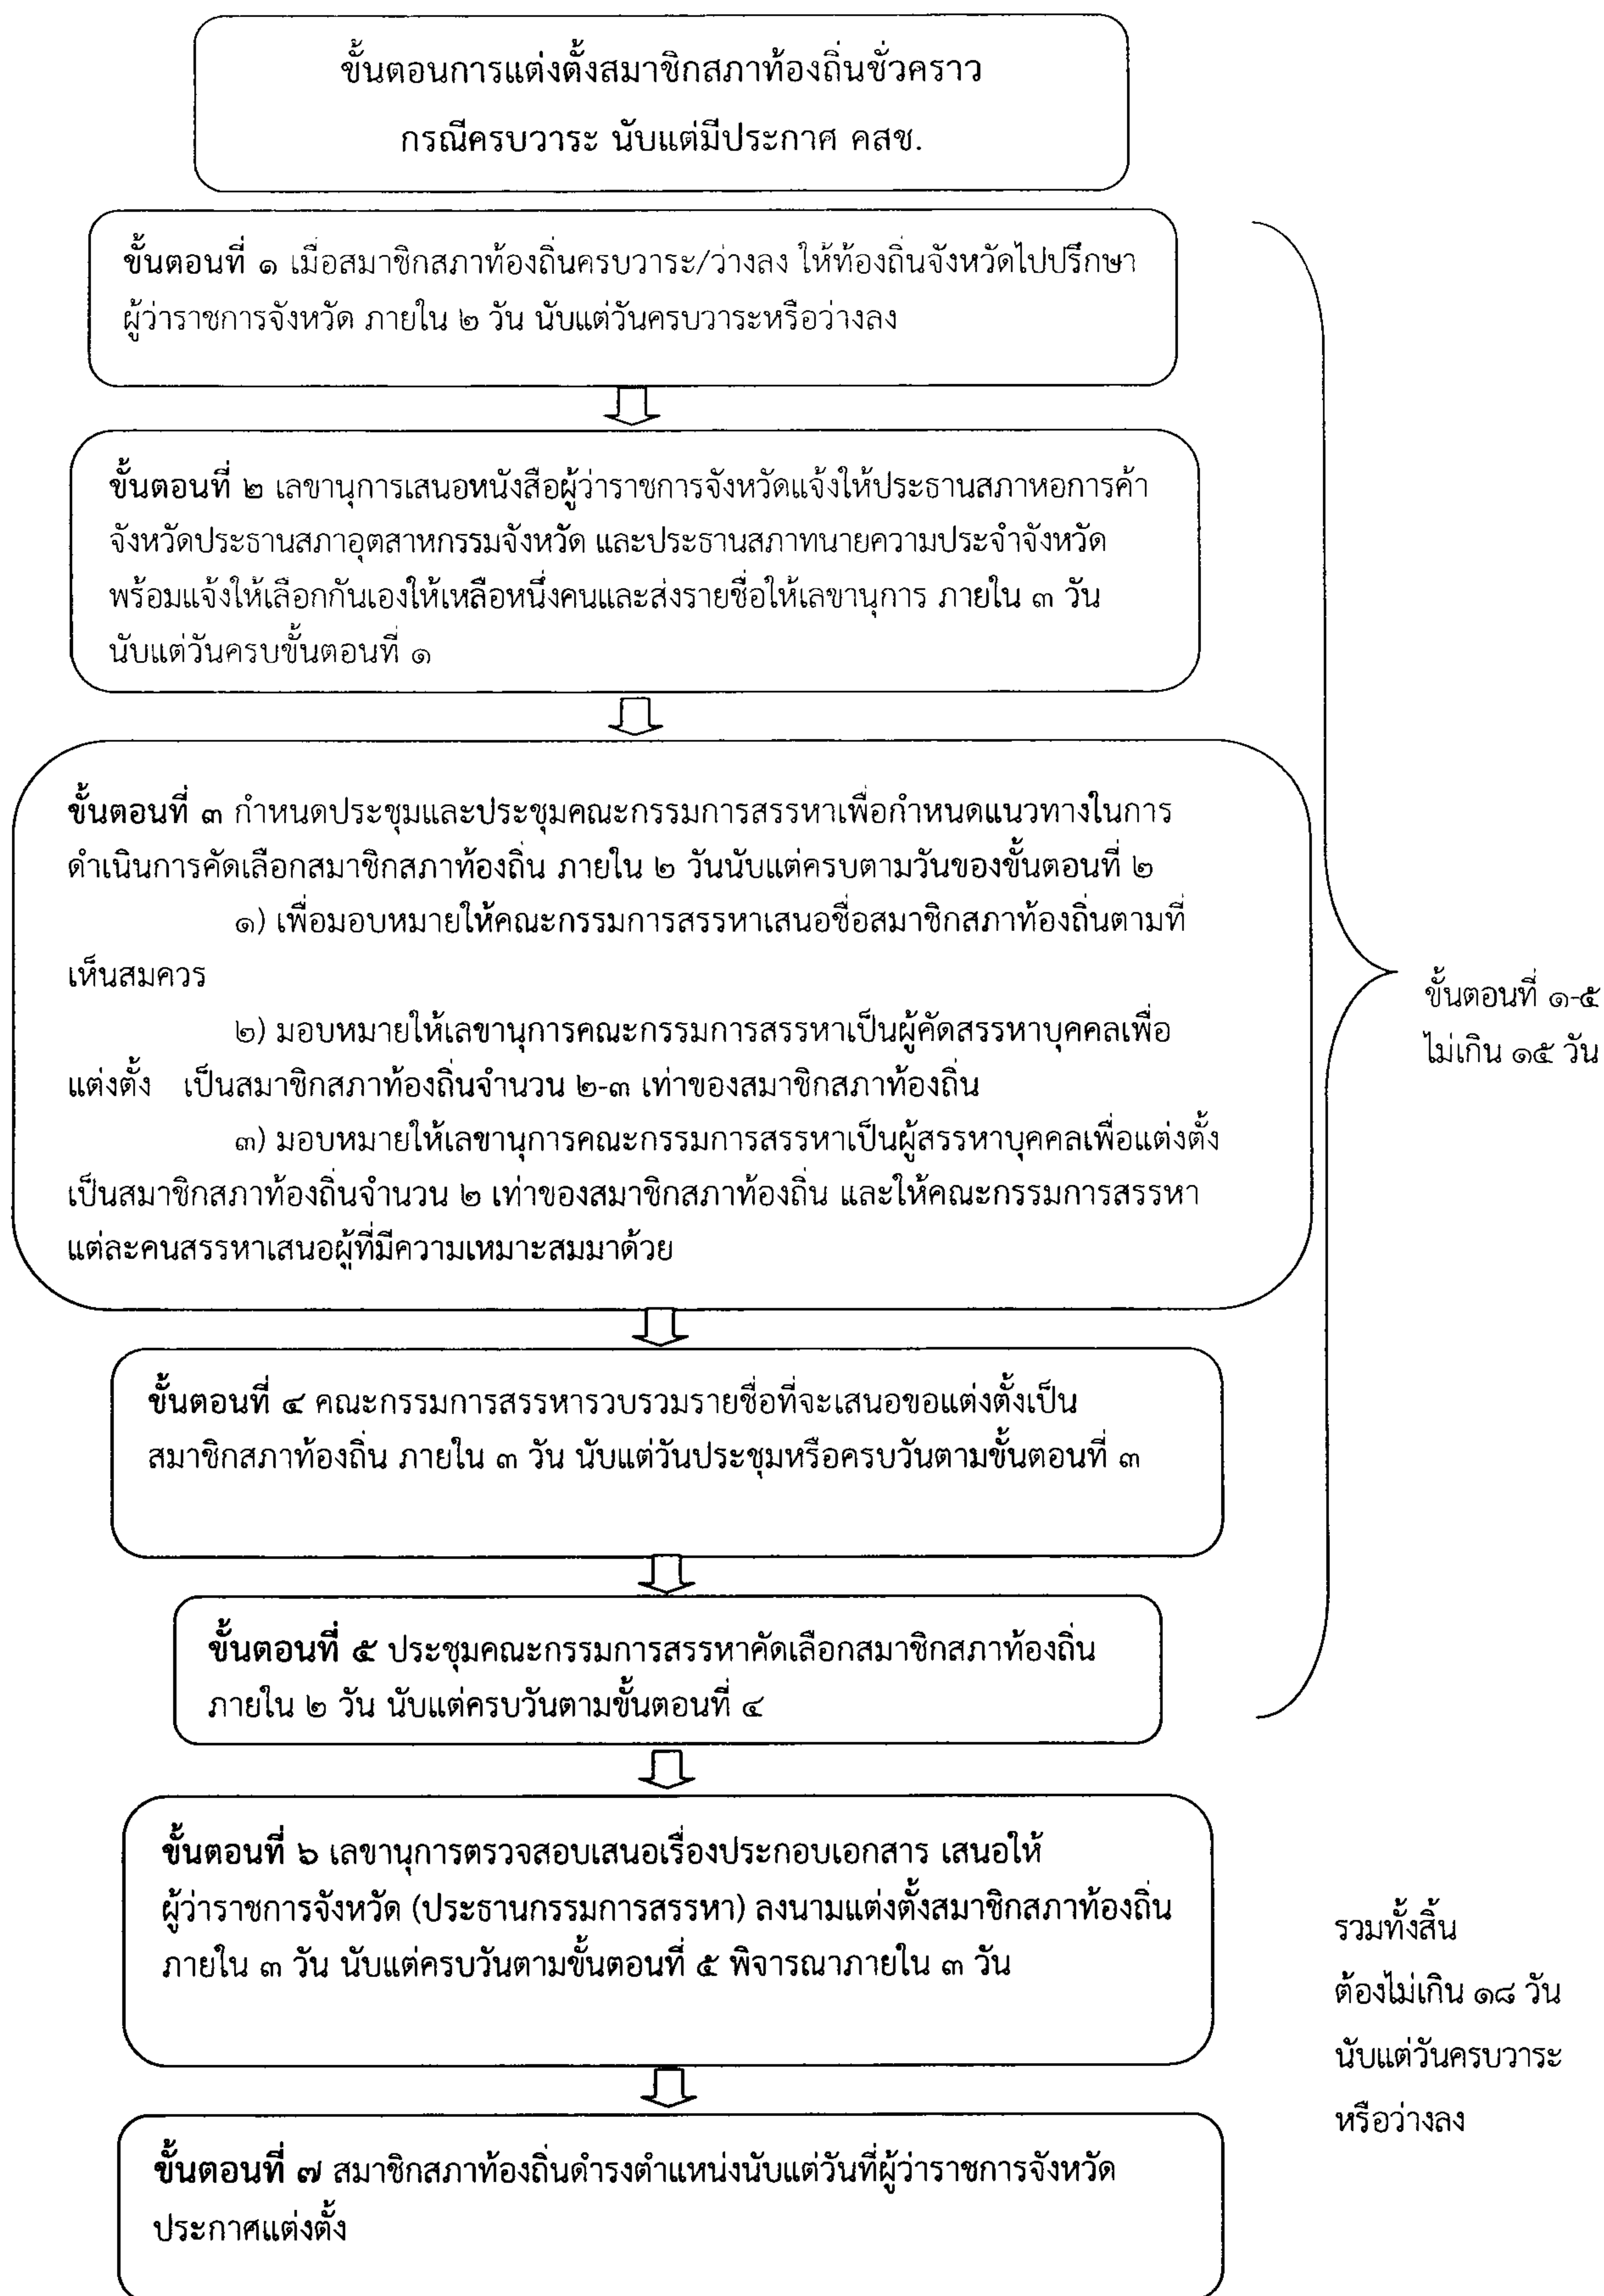 ขั้นตอนการแต่งตั้งสมาชิกสภาท้องถิ่นชั่วคราว
กรณีครบวาระ นับแต่มีประกาศ คสช.
ขั้นตอนที่ ๑ เมื่อสมาชิกสภาท้องถิ่นครบวาระ/ว่างลง ให้ท้องถิ่นจังหวัดไปปรึกษา
ผู้ว่าราชการจังหวัด ภายใน ๒ วัน นับแต่วันครบวาระหรือว่างลง
ขั้นตอนที่ ๒ เลขานุการเสนอหนังสือผู้ว่าราชการจังหวัดแจ้งให้ประธานสภาหอการค้า
จังหวัดประธานสภาอุตสาหกรรมจังหวัด และประธานสภาทนายความประจำจังหวัด
พร้อมแจ้งให้เลือกกันเองให้เหลือหนึ่งคนและส่งรายชื่อให้เลขานุการ ภายใน ๓ วัน
นับแต่วันครบขั้นตอนที่ ๑
ขั้นตอนที่ ๓ กำหนดประชุมและประชุมคณะกรรมการสรรหาเพื่อกำหนดแนวทางในการ
ดำเนินการคัดเลือกสมาชิกสภาท้องถิ่น ภายใน ๒ วันนับแต่ครบตามวันของขั้นตอนที่ ๒
๑) เพื่อมอบหมายให้คณะกรรมการสรรหาเสนอชื่อสมาชิกสภาท้องถิ่นตามที่
เห็นสมควร
๒) มอบหมายให้เลขานุการคณะกรรมการสรรหาเป็นผู้คัดสรรหาบุคคลเพื่อ
แต่งตั้ง เป็นสมาชิกสภาท้องถิ่นจำนวน ๒-๓ เท่าของสมาชิกสภาท้องถิ่น
๓) มอบหมายให้เลขานุการคณะกรรมการสรรหาเป็นผู้สรรหาบุคคลเพื่อแต่งตั้ง
เป็นสมาชิกสภาท้องถิ่นจำนวน ๒ เท่าของสมาชิกสภาท้องถิ่น และให้คณะกรรมการสรรหา
แต่ละคนสรรหาเสนอผู้ที่มีความเหมาะสมมาด้วย
ขั้นตอนที่ ๑-๕
ไม่เกิน ๑๕ วัน
ขั้นตอนที่ ๔ คณะกรรมการสรรหารวบรวมรายชื่อที่จะเสนอขอแต่งตั้งเป็น
สมาชิกสภาท้องถิ่น ภายใน ๓ วัน นับแต่วันประชุมหรือครบวันตามขั้นตอนที่ ๓
ขั้นตอนที่ ๕ ประชุมคณะกรรมการสรรหาคัดเลือกสมาชิกสภาท้องถิ่น
ภายใน ๒ วัน นับแต่ครบวันตามขั้นตอนที่ ๔
ขั้นตอนที่ ๖ เลขานุการตรวจสอบเสนอเรื่องประกอบเอกสาร เสนอให้
ผู้ว่าราชการจังหวัด (ประธานกรรมการสรรหา) ลงนามแต่งตั้งสมาชิกสภาท้องถิ่น
ภายใน ๓ วัน นับแต่ครบวันตามขั้นตอนที่ ๕ พิจารณาภายใน ๓ วัน
รวมทั้งสิ้น
ต้องไม่เกิน ๑๘ วัน
นับแต่วันครบวาระ
หรือว่างลง
ขั้นตอนที่ ๗ สมาชิกสภาท้องถิ่นดำรงตำแหน่งนับแต่วันที่ผู้ว่าราชการจังหวัด
ประกาศแต่งตั้ง